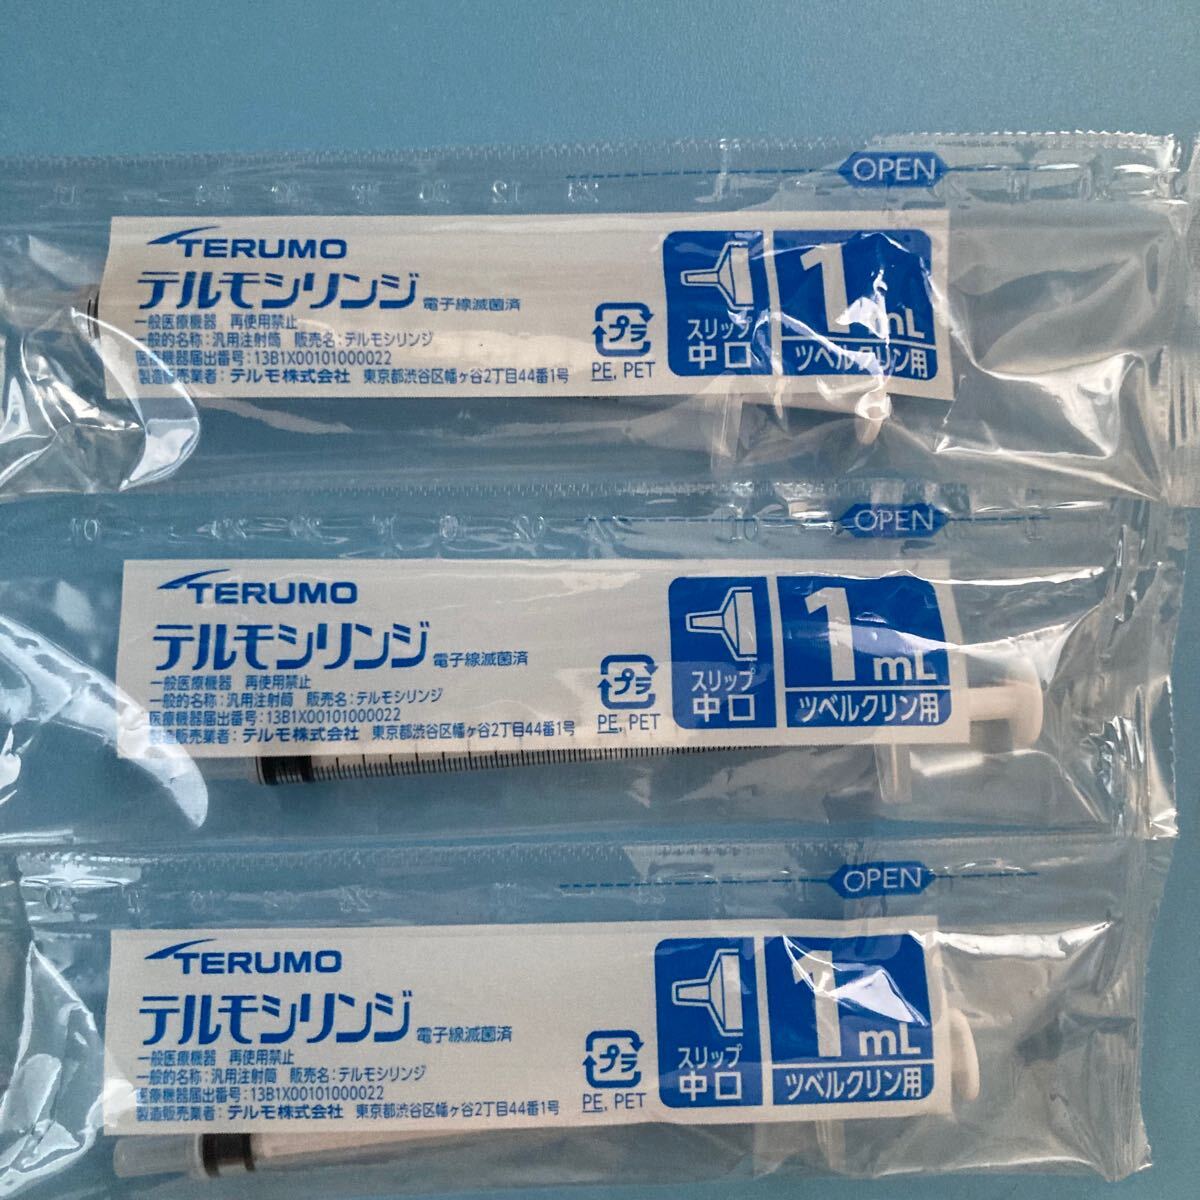 OPEN
TERUMO
テルモシリンジ 電子線滅菌済
一般医療機器 再使用禁止
一般的名称:汎用注射筒 販売名:テルモシリンジ
医療機器届出番号:13B1X00101000022
製造販売業者:テルモ株式会社 東京都渋谷区幡ヶ谷2丁目44番1号
プラ
PE, PET
スリップ
中口
1mL
ツベルクリン用
OPEN
TERUMO
テルモシリンジ 電子線滅菌済
一般医療機器 再使用禁止
一般的名称:汎用注射筒 販売名:テルモシリンジ
医療機器届出番号:13B1X00101000022
製造販売業者:テルモ株式会社 東京都渋谷区幡ヶ谷2丁目44番1号
プラ
PE, PET
スリップ
中口
1mL
ツベルクリン用
OPEN
TERUMO
テルモシリンジ 電子線滅菌済
一般医療機器 再使用禁止
一般的名称:汎用注射筒 販売名:テルモシリンジ
医療機器届出番号:13B1X00101000022
製造販売業者:テルモ株式会社 東京都渋谷区幡ヶ谷2丁目44番1号
プラ
PE, PET
スリップ
中口
1mL
ツベルクリン用